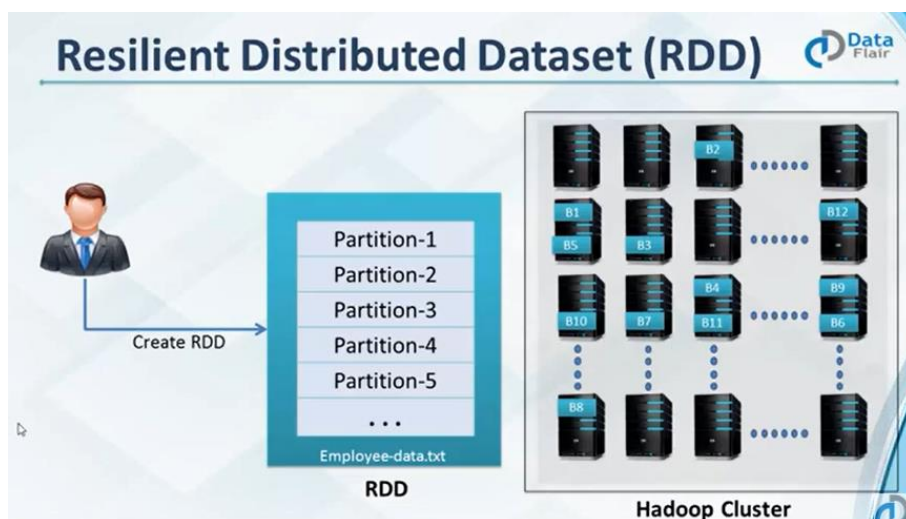 Resilient Distributed Dataset (RDD)
Data
Flair
Create RDD
Partition-1
Partition-2
Partition-3
Partition-4
Partition-5
...
Employee-data.txt
RDD
B2
B1
B12
B5
B3
B4
B9
B10
B7
B11
B6
B8
Hadoop Cluster